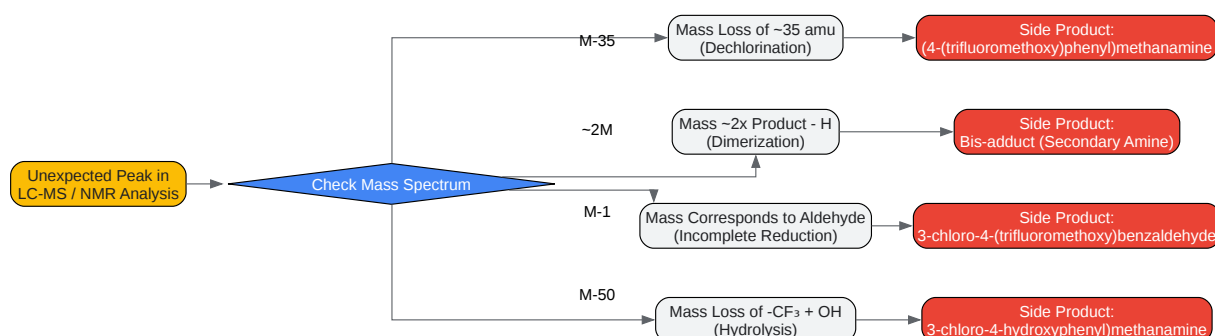 Unexpected Peak in
LC-MS / NMR Analysis
Check Mass Spectrum
M-35
Mass Loss of ~35 amu
(Dechlorination)
Side Product:
(4-(trifluoromethoxy)phenyl)methanamine
~2M
Mass ~2x Product - H
(Dimerization)
Side Product:
Bis-adduct (Secondary Amine)
M-1
Mass Corresponds to Aldehyde
(Incomplete Reduction)
Side Product:
3-chloro-4-(trifluoromethoxy)benzaldehyde
M-50
Mass Loss of -CF₃ + OH
(Hydrolysis)
Side Product:
3-chloro-4-hydroxyphenyl)methanamine